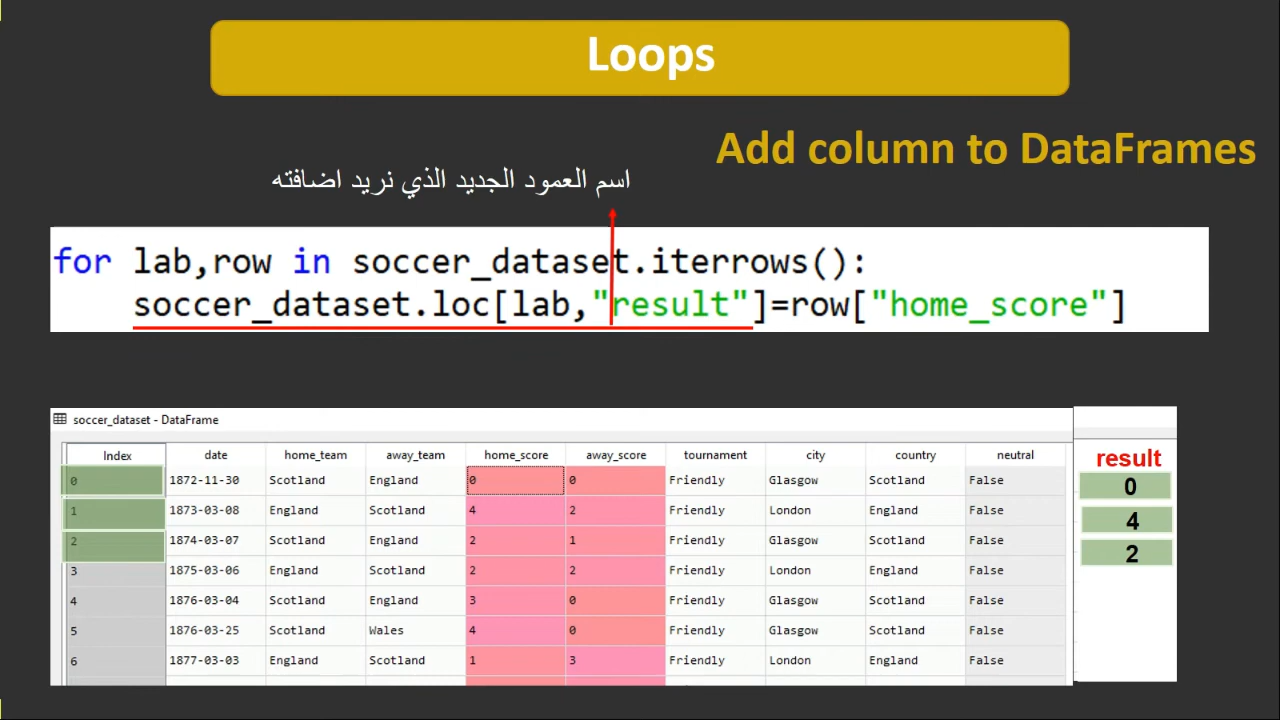 Loops
Add column to DataFrames
اسم العمود الجديد الذي نريد اضافته
for lab,row in soccer_dataset.iterrows():
soccer_dataset.loc[lab,"result"]=row["home_score"]
soccer_dataset - DataFrame
Index date home_team away_team home_score away_score tournament city country neutral result
0 1872-11-30 Scotland England 0 0 Friendly Glasgow Scotland False 0
1 1873-03-08 England Scotland 4 2 Friendly London England False 4
2 1874-03-07 Scotland England 2 1 Friendly Glasgow Scotland False 2
3 1875-03-06 England Scotland 2 2 Friendly London England False
4 1876-03-04 Scotland England 3 0 Friendly Glasgow Scotland False
5 1876-03-25 Scotland Wales 4 0 Friendly Glasgow Scotland False
6 1877-03-03 England Scotland 1 3 Friendly London England False